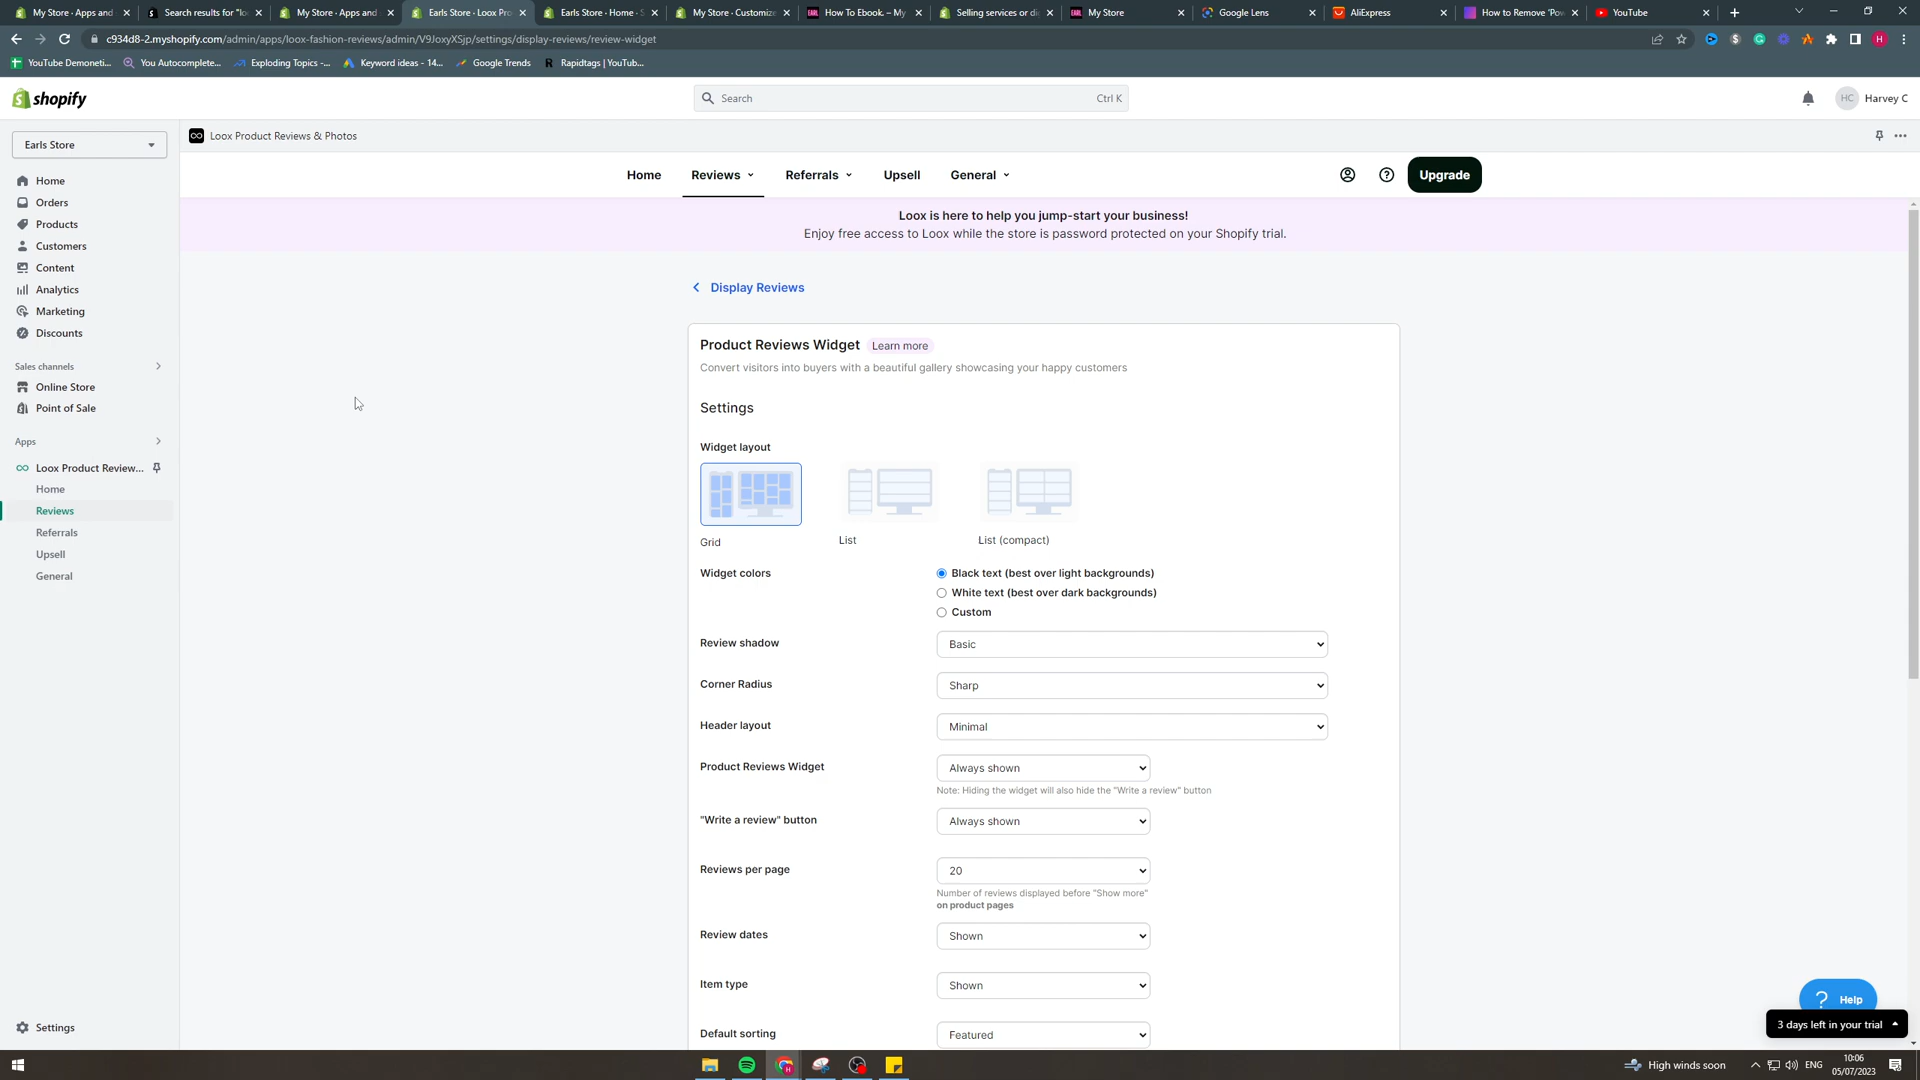 My Store · Apps and
Search results for "lo
My Store · Apps and
Earls Store · Loox Pro
Earls Store · Home · S
My Store · Customize
How To Ebook. – My
Selling services or di
My Store
Google Lens
AliExpress
How to Remove 'Pow
YouTube
c934d8-2.myshopify.com/admin/apps/loox-fashion-reviews/admin/V9JoxyXSjp/settings/display-reviews/review-widget
YouTube Demoneti...
You Autocomplete...
Exploding Topics -...
Keyword ideas - 14...
Google Trends
Rapidtags | YouTub...
shopify
Search
Ctrl K
HC
Harvey C
Earls Store
Loox Product Reviews & Photos
Home
Reviews
Referrals
Upsell
General
Upgrade
Home
Orders
Products
Customers
Content
Analytics
Marketing
Discounts
Sales channels
Online Store
Point of Sale
Apps
Loox Product Review...
Home
Reviews
Referrals
Upsell
General
Settings
Loox is here to help you jump-start your business!
Enjoy free access to Loox while the store is password protected on your Shopify trial.
Display Reviews
Product Reviews Widget Learn more
Convert visitors into buyers with a beautiful gallery showcasing your happy customers
Settings
Widget layout
Grid
List
List (compact)
Widget colors
Black text (best over light backgrounds)
White text (best over dark backgrounds)
Custom
Review shadow
Basic
Corner Radius
Sharp
Header layout
Minimal
Product Reviews Widget
Always shown
Note: Hiding the widget will also hide the "Write a review" button
"Write a review" button
Always shown
Reviews per page
20
Number of reviews displayed before "Show more"
on product pages
Review dates
Shown
Item type
Shown
Default sorting
Featured
? Help
3 days left in your trial
High winds soon
ENG
10:06
05/07/2023